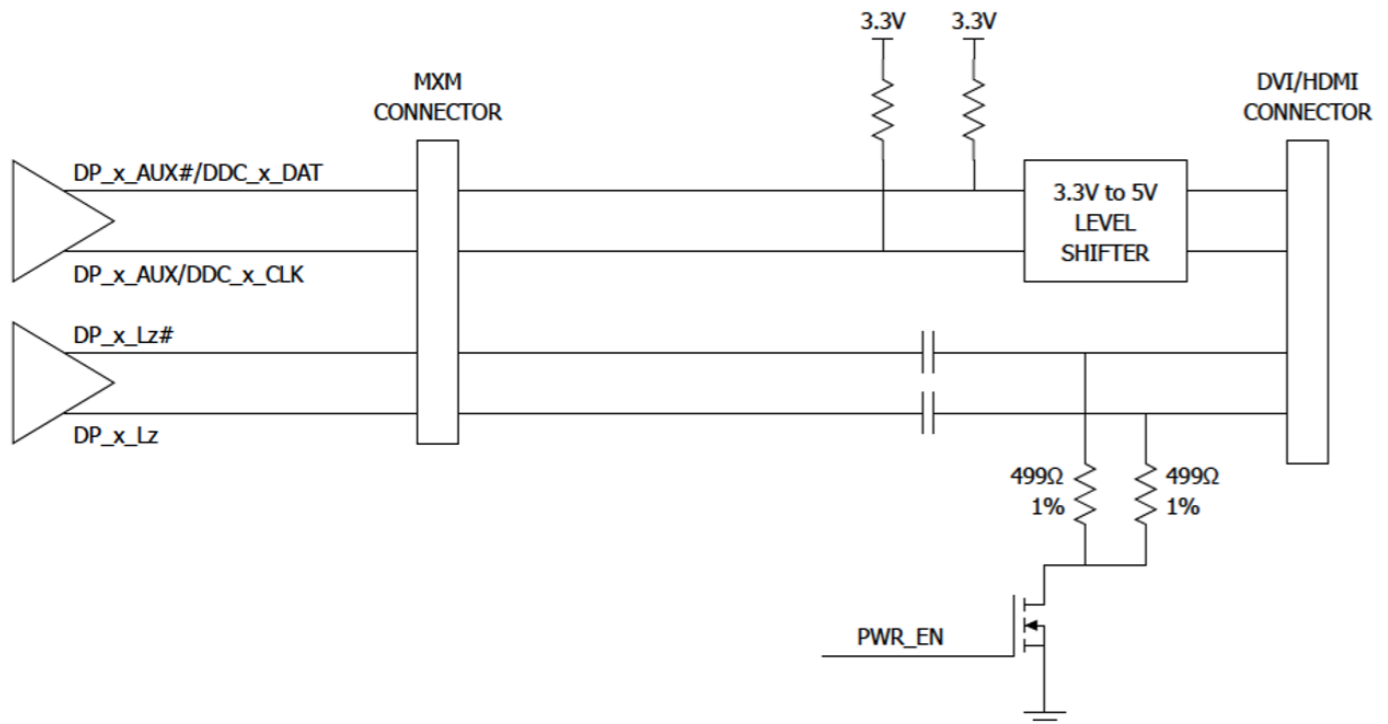 3.3V
3.3V
MXM
CONNECTOR
DVI/HDMI
CONNECTOR
DP_x_AUX#/DDC_x_DAT
3.3V to 5V
LEVEL
SHIFTER
DP_x_AUX/DDC_x_CLK
DP_x_Lz#
DP_x_Lz
499Ω
1%
499Ω
1%
PWR_EN